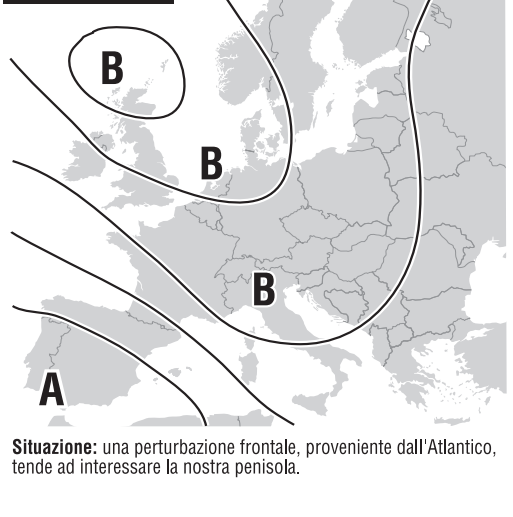 B
B
B
A
Situazione: una perturbazione frontale, proveniente dall'Atlantico,
tende ad interessare la nostra penisola.